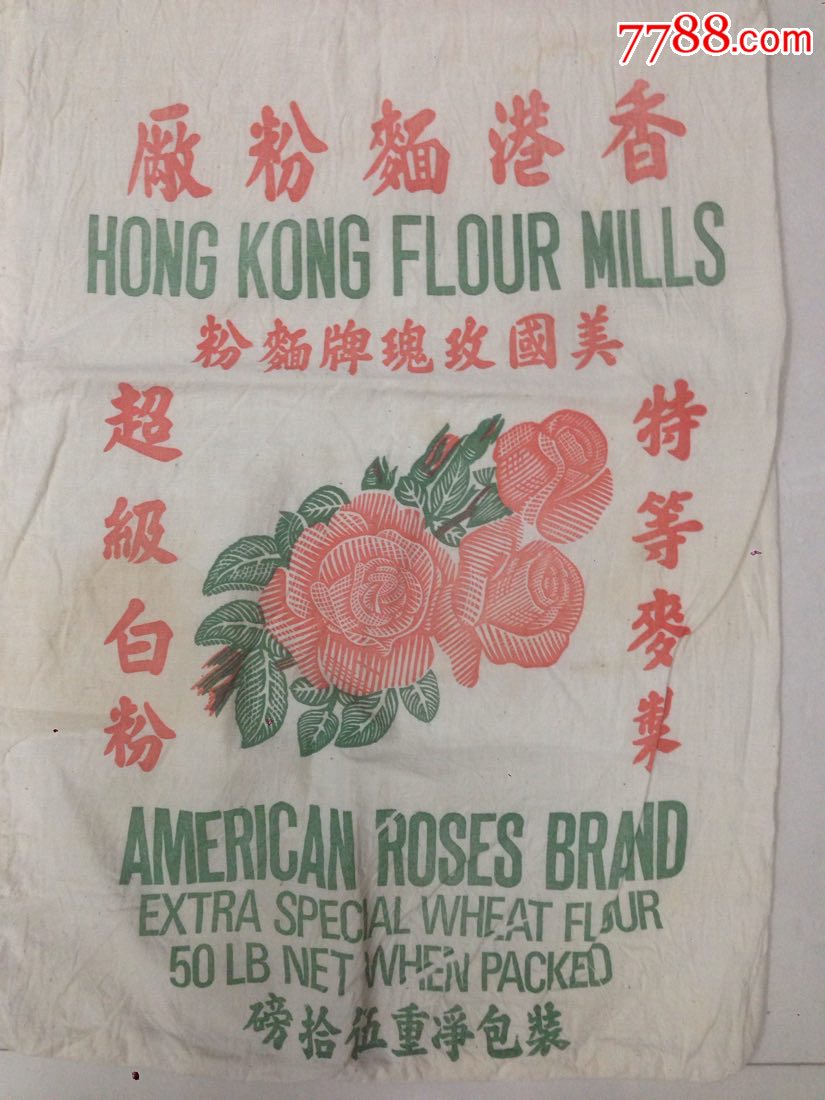 7788.com
香港麵粉廠
HONG KONG FLOUR MILLS
美國玫瑰牌麵粉
特等麥製
超級白粉
AMERICAN ROSES BRAND
EXTRA SPECIAL WHEAT FLOUR
50 LB NET WHEN PACKED
裝包凈重伍拾磅